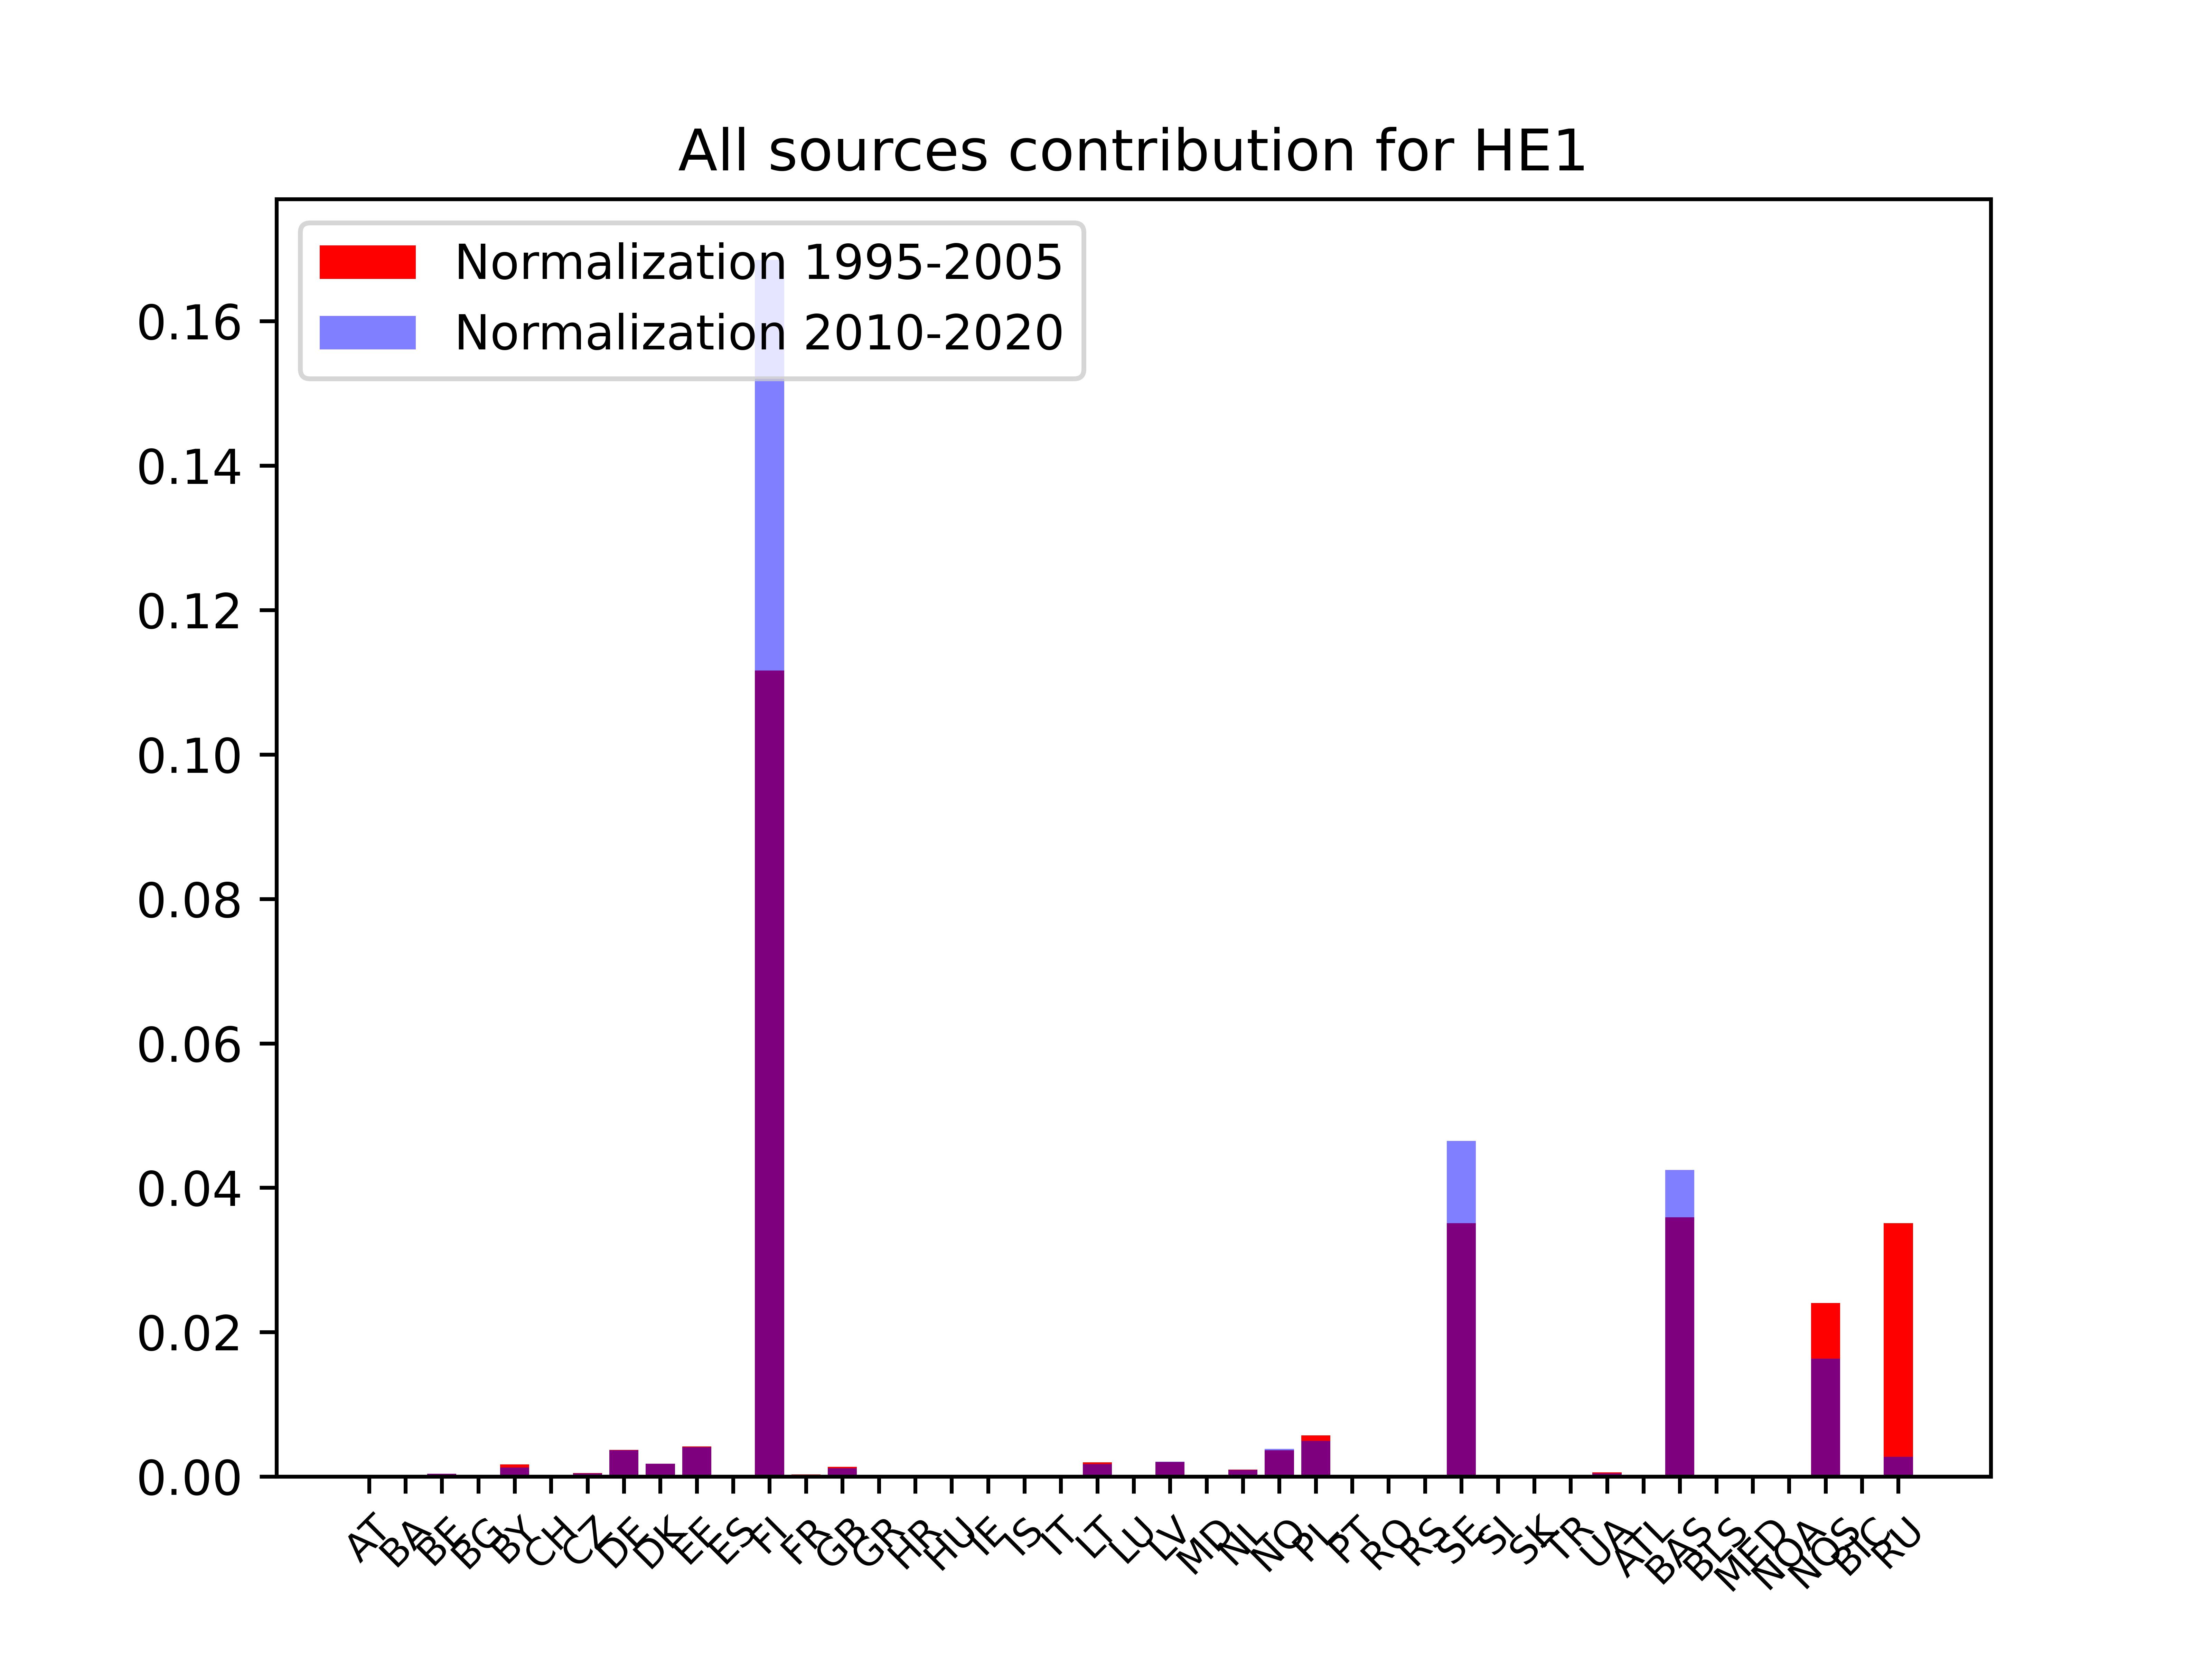 All sources contribution for HE1
Normalization 1995-2005
Normalization 2010-2020
0.16
0.14
0.12
0.10
0.08
0.06
0.04
0.02
0.00
AT
BA
BE
BG
BY
CH
CZ
DE
DK
EE
ES
FI
FR
GB
GR
HR
HU
IE
IS
IT
LT
LU
LV
MD
NL
NO
PL
PT
RO
RS
SE
SI
SK
TR
UA
ATL
BAS
BLS
MED
NOA
NOS
BIC
RU